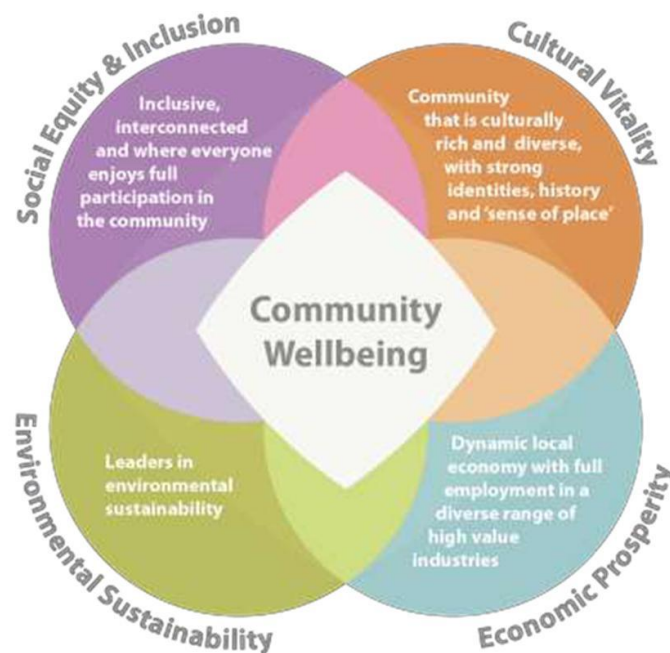 Social Equity & Inclusion
Inclusive,
interconnected
and where everyone
enjoys full
participation in
the community
Cultural Vitality
Community
that is culturally
rich and diverse,
with strong
identities, history
and ‘sense of place’
Community
Wellbeing
Environmental Sustainability
Leaders in
environmental
sustainability
Economic Prosperity
Dynamic local
economy with full
employment in a
diverse range of
high value
industries